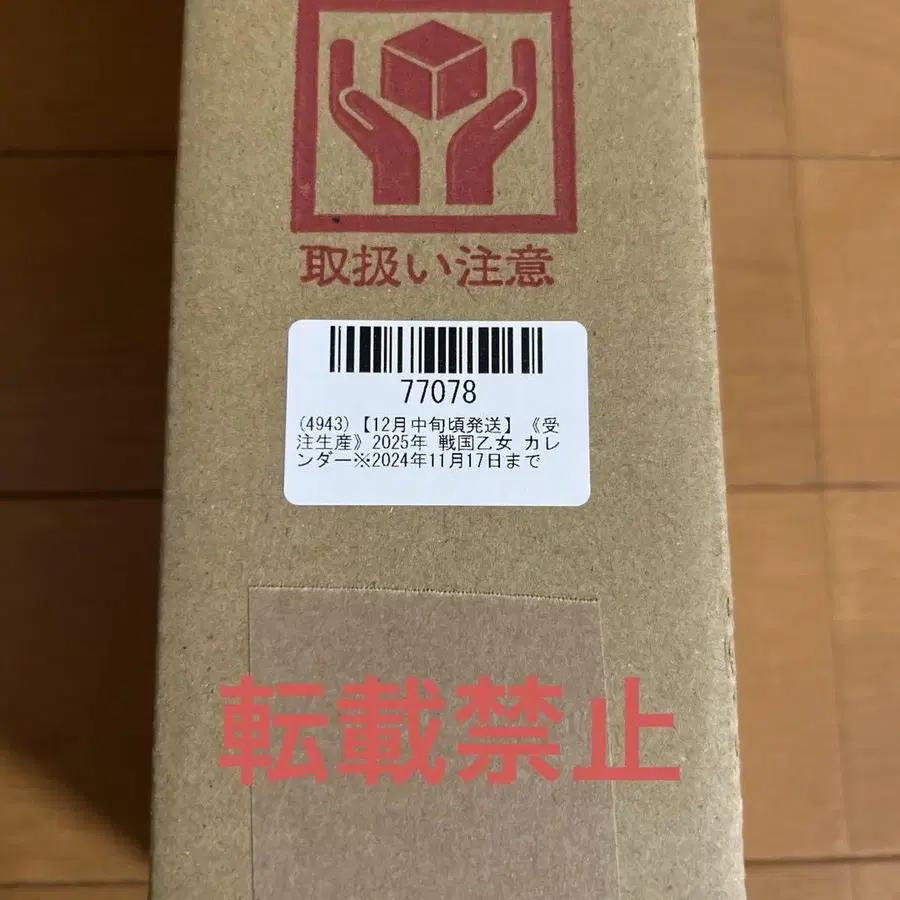 取扱い注意
77078
(4943)【12月中旬頃発送】《受
注生産》2025年 戦国乙女 カレ
ンダー※2024年11月17日まで
転載禁止